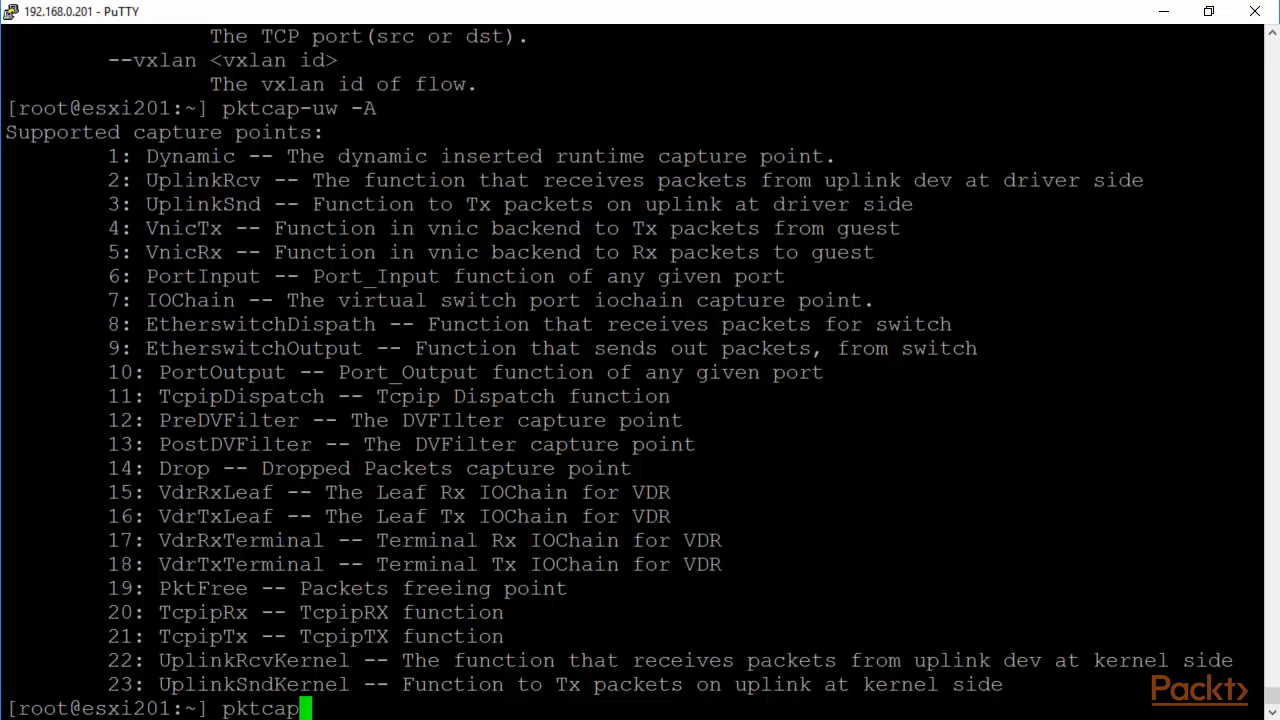 192.168.0.201 - PuTTY
The TCP port(src or dst).
--vxlan <vxlan id>
The vxlan id of flow.
[root@esxi201:~] pktcap-uw -A
Supported capture points:
1: Dynamic -- The dynamic inserted runtime capture point.
2: UplinkRcv -- The function that receives packets from uplink dev at driver side
3: UplinkSnd -- Function to Tx packets on uplink at driver side
4: VnicTx -- Function in vnic backend to Tx packets from guest
5: VnicRx -- Function in vnic backend to Rx packets to guest
6: PortInput -- Port_Input function of any given port
7: IOChain -- The virtual switch port iochain capture point.
8: EtherswitchDispath -- Function that receives packets for switch
9: EtherswitchOutput -- Function that sends out packets, from switch
10: PortOutput -- Port_Output function of any given port
11: TcpipDispatch -- Tcpip Dispatch function
12: PreDVFilter -- The DVFIlter capture point
13: PostDVFilter -- The DVFilter capture point
14: Drop -- Dropped Packets capture point
15: VdrRxLeaf -- The Leaf Rx IOChain for VDR
16: VdrTxLeaf -- The Leaf Tx IOChain for VDR
17: VdrRxTerminal -- Terminal Rx IOChain for VDR
18: VdrTxTerminal -- Terminal Tx IOChain for VDR
19: PktFree -- Packets freeing point
20: TcpipRx -- TcpipRX function
21: TcpipTx -- TcpipTX function
22: UplinkRcvKernel -- The function that receives packets from uplink dev at kernel side
23: UplinkSndKernel -- Function to Tx packets on uplink at kernel side
[root@esxi201:~] pktcap
Packt>